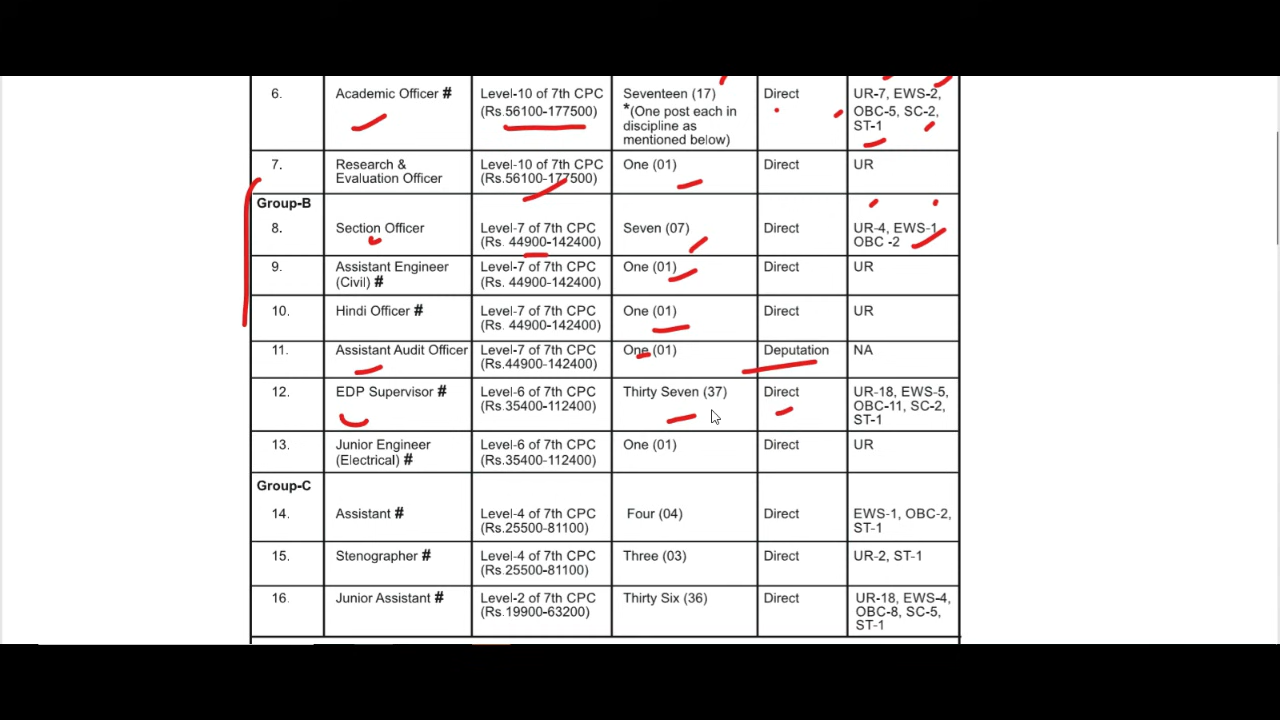 6. Academic Officer # Level-10 of 7th CPC Seventeen (17) Direct UR-7, EWS-2,
(Rs.56100-177500) *(One post each in OBC-5, SC-2,
discipline as ST-1
mentioned below)
7. Research & Level-10 of 7th CPC One (01) Direct UR
Evaluation Officer (Rs.56100-177500)
Group-B
8. Section Officer Level-7 of 7th CPC Seven (07) Direct UR-4, EWS-1
(Rs. 44900-142400) OBC -2
9. Assistant Engineer Level-7 of 7th CPC One (01) Direct UR
(Civil) # (Rs. 44900-142400)
10. Hindi Officer # Level-7 of 7th CPC One (01) Direct UR
(Rs. 44900-142400)
11. Assistant Audit Officer Level-7 of 7th CPC One (01) Deputation NA
(Rs.44900-142400)
12. EDP Supervisor # Level-6 of 7th CPC Thirty Seven (37) Direct UR-18, EWS-5,
(Rs.35400-112400) OBC-11, SC-2,
ST-1
13. Junior Engineer Level-6 of 7th CPC One (01) Direct UR
(Electrical) # (Rs.35400-112400)
Group-C
14. Assistant # Level-4 of 7th CPC Four (04) Direct EWS-1, OBC-2,
(Rs.25500-81100) ST-1
15. Stenographer # Level-4 of 7th CPC Three (03) Direct UR-2, ST-1
(Rs.25500-81100)
16. Junior Assistant # Level-2 of 7th CPC Thirty Six (36) Direct UR-18, EWS-4,
(Rs.19900-63200) OBC-8, SC-5,
ST-1